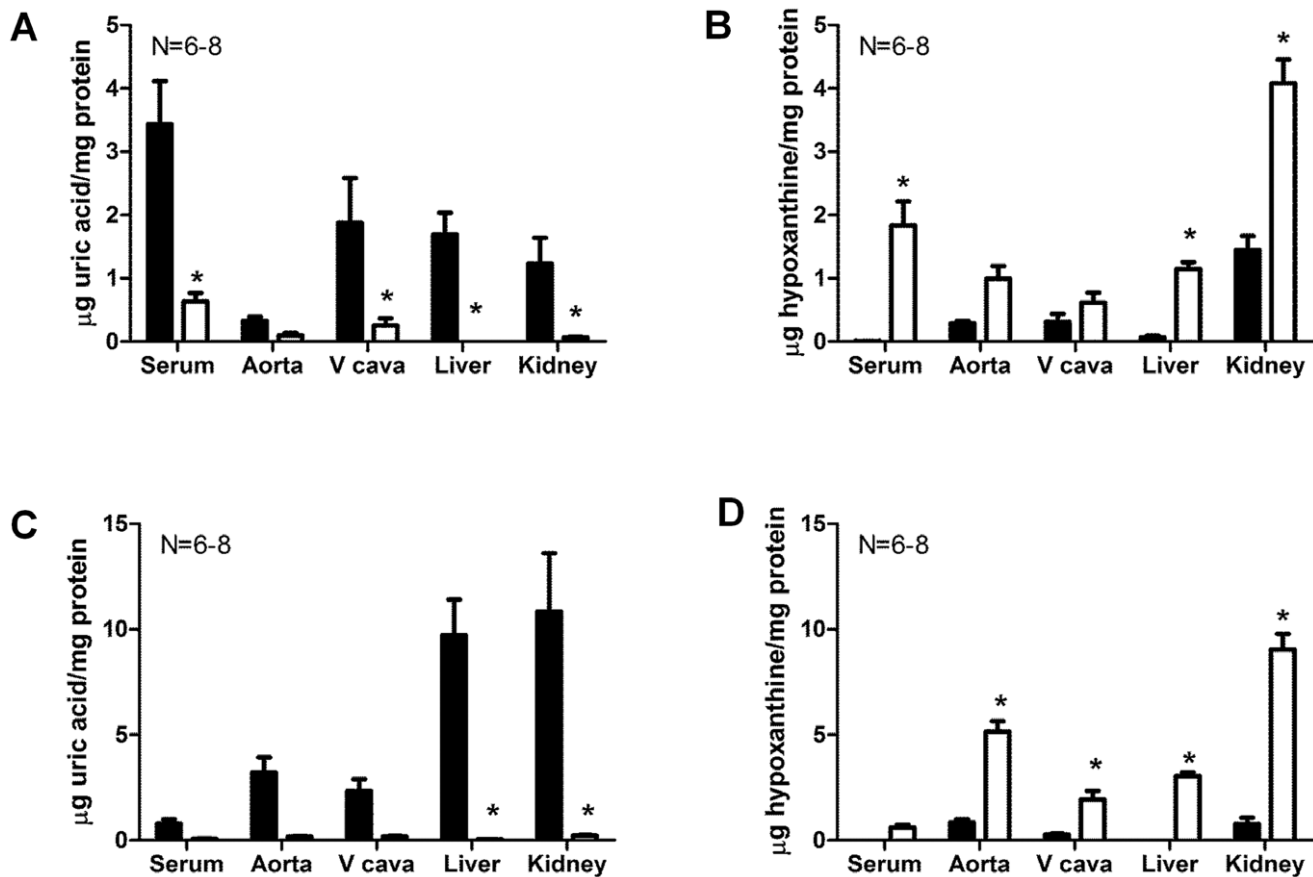 A
N=6-8
μg uric acid/mg protein
5
4
3
2
1
0
*
*
*
*
Serum Aorta V cava Liver Kidney
B
N=6-8
μg hypoxanthine/mg protein
5
4
3
2
1
0
*
*
*
Serum Aorta V cava Liver Kidney
C
N=6-8
μg uric acid/mg protein
15
10
5
0
*
*
Serum Aorta V cava Liver Kidney
D
N=6-8
μg hypoxanthine/mg protein
15
10
5
0
*
*
*
*
Serum Aorta V cava Liver Kidney